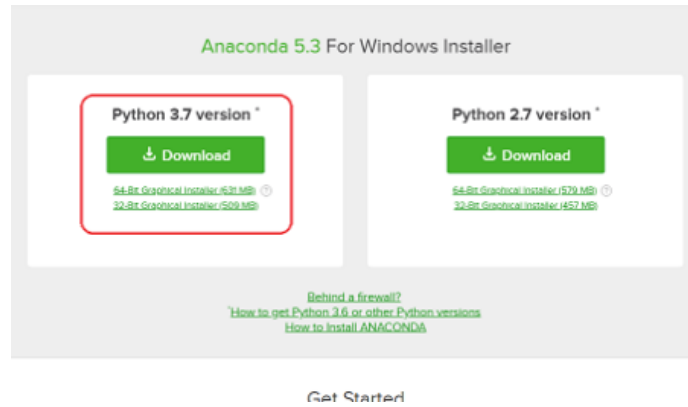 Anaconda 5.3 For Windows Installer
Python 3.7 version *
Download
64-Bit Graphical Installer (631 MB) ?
32-Bit Graphical Installer (509 MB)
Python 2.7 version *
Download
64-Bit Graphical Installer (579 MB) ?
32-Bit Graphical Installer (457 MB)
Behind a firewall?
*How to get Python 3.6 or other Python versions
How to Install ANACONDA
Get Started